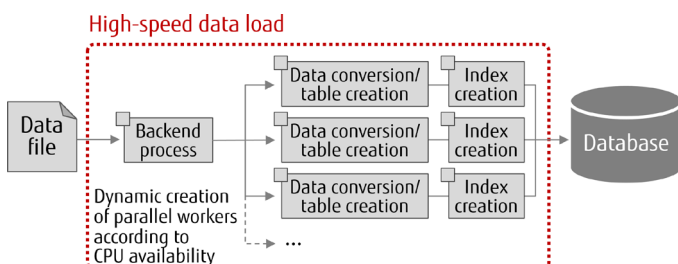 High-speed data load
Data
file
Backend
process
Data conversion/
table creation
Index
creation
Data conversion/
table creation
Index
creation
Data conversion/
table creation
Index
creation
...
Database
Dynamic creation
of parallel workers
according to
CPU availability